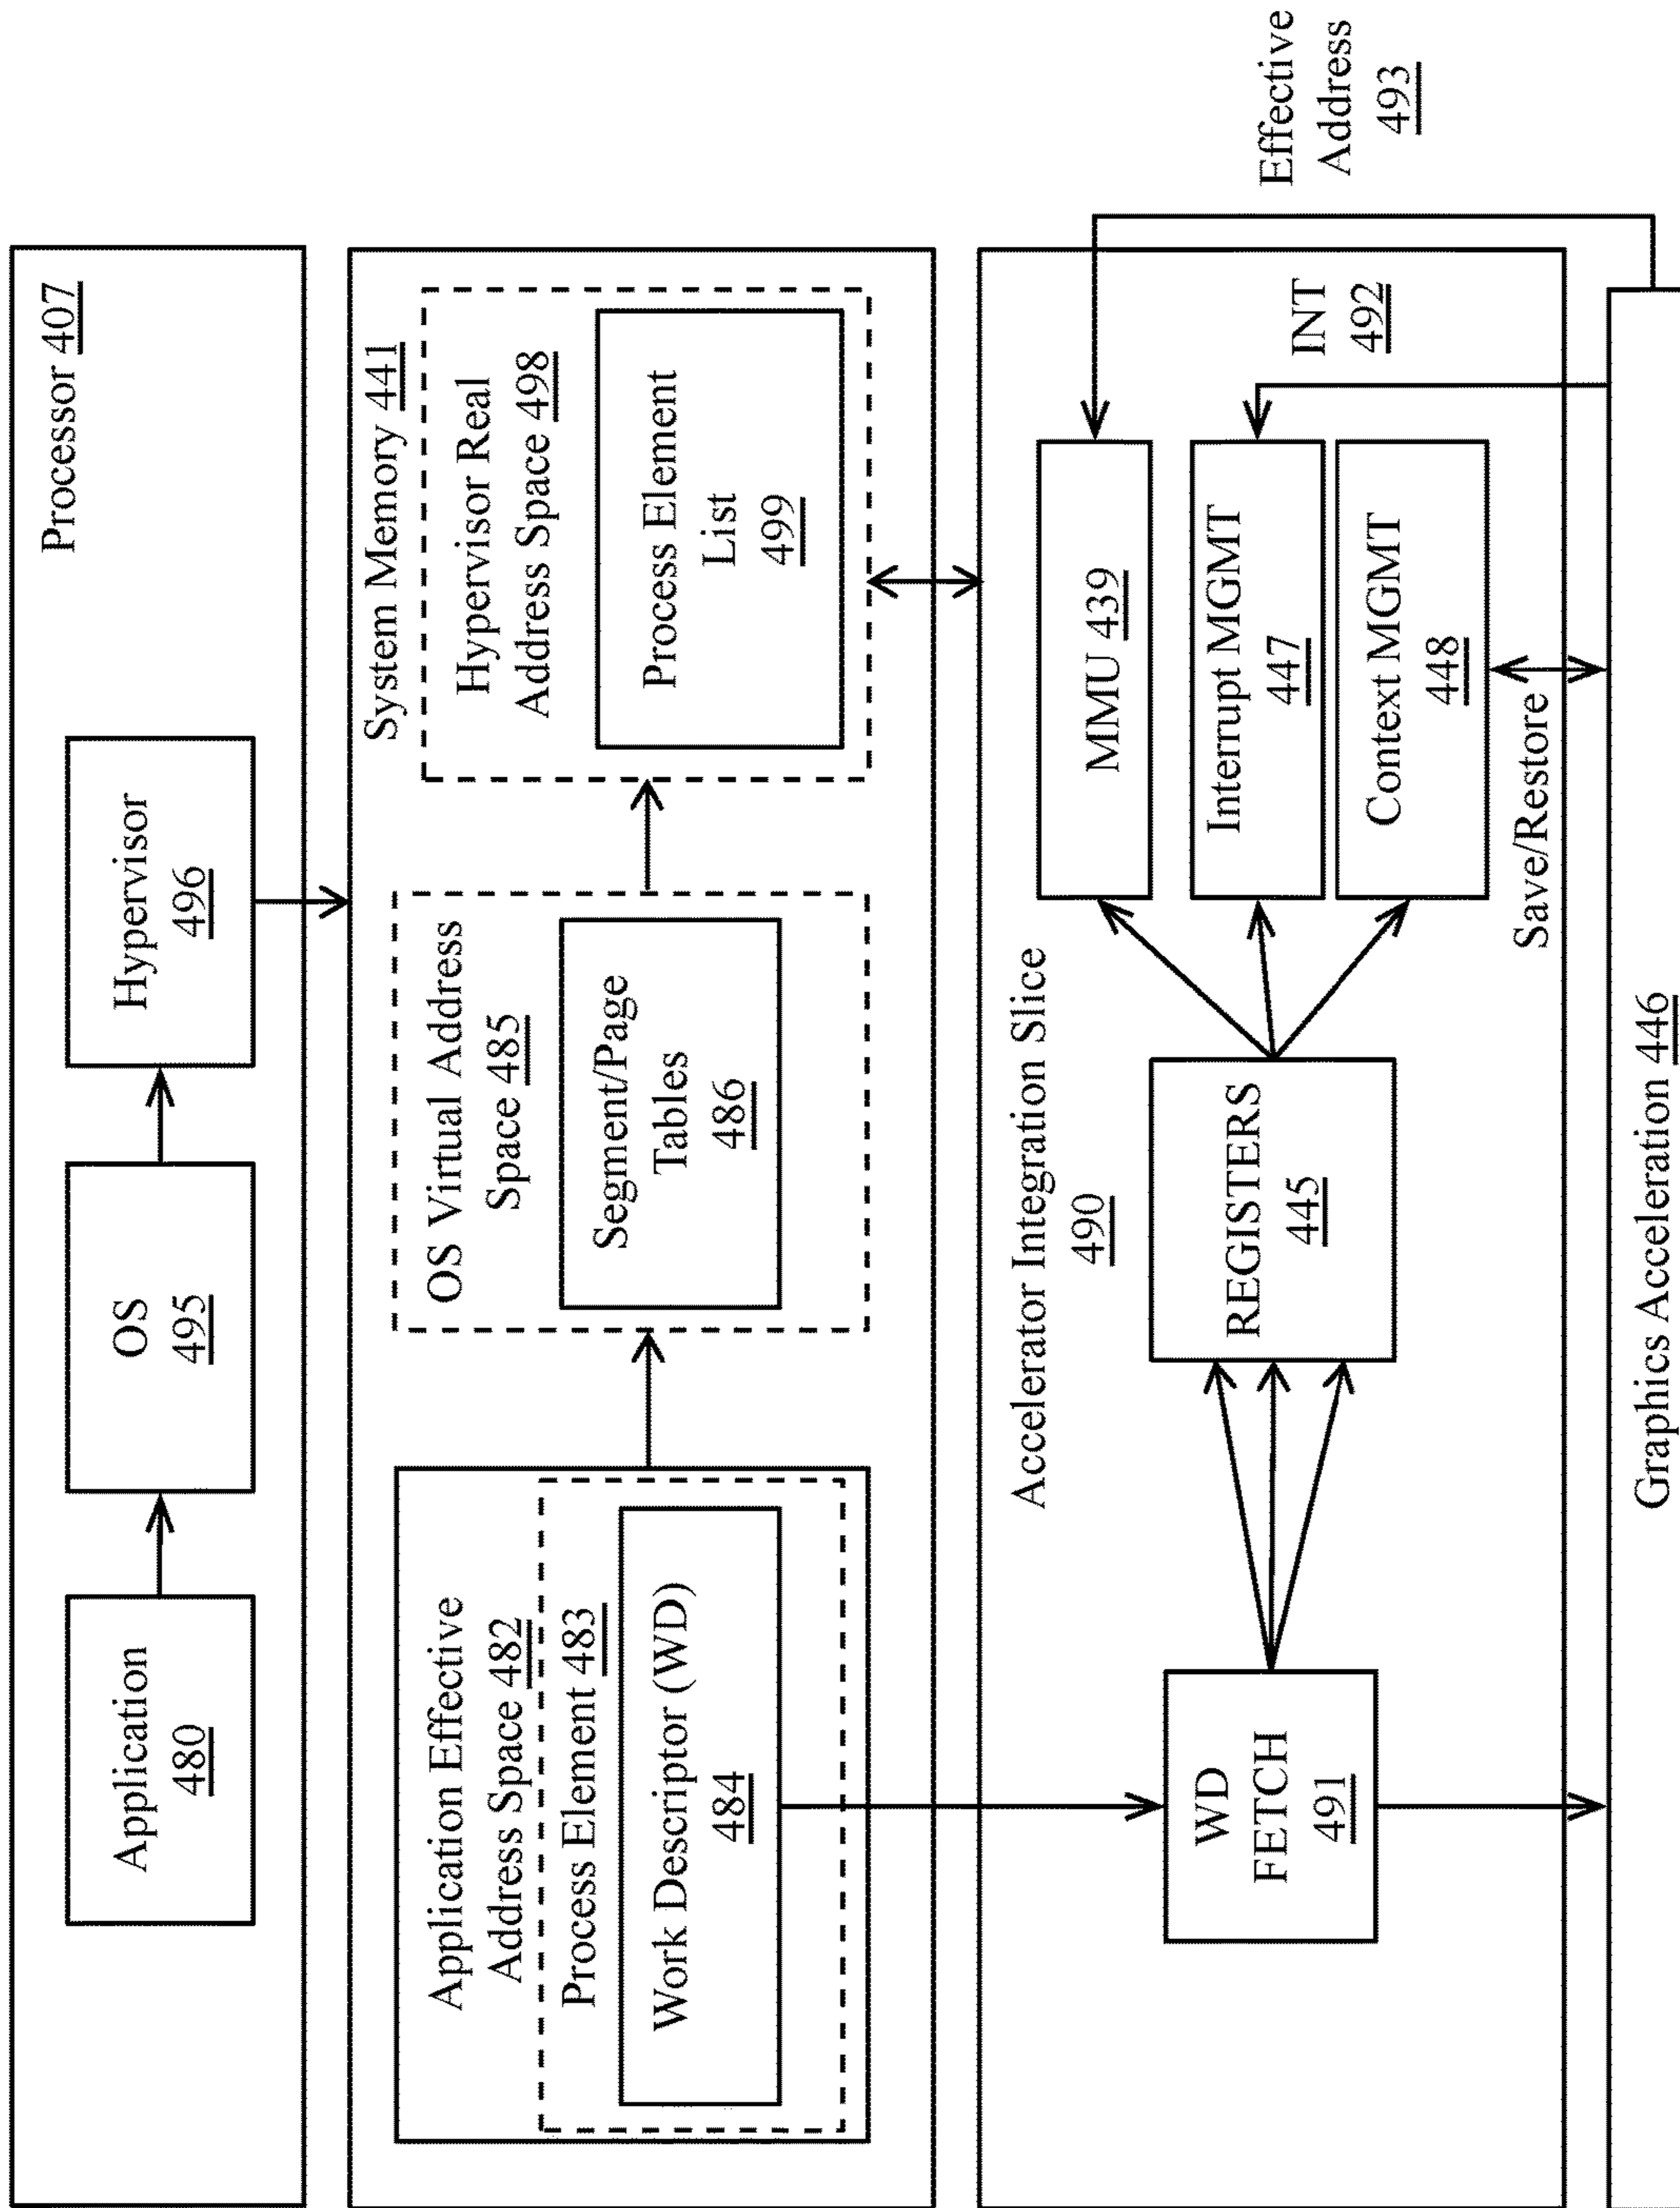 Processor 407
Application
480
OS
495
Hypervisor
496
System Memory 441
Application Effective
Address Space 482
Process Element 483
Work Descriptor (WD)
484
OS Virtual Address
Space 485
Segment/Page
Tables
486
Hypervisor Real
Address Space 498
Process Element
List
499
Accelerator Integration Slice
490
WD
FETCH
491
REGISTERS
445
MMU 439
Interrupt MGMT
447
Context MGMT
448
INT
492
Effective
Address
493
Save/Restore
Graphics Acceleration 446